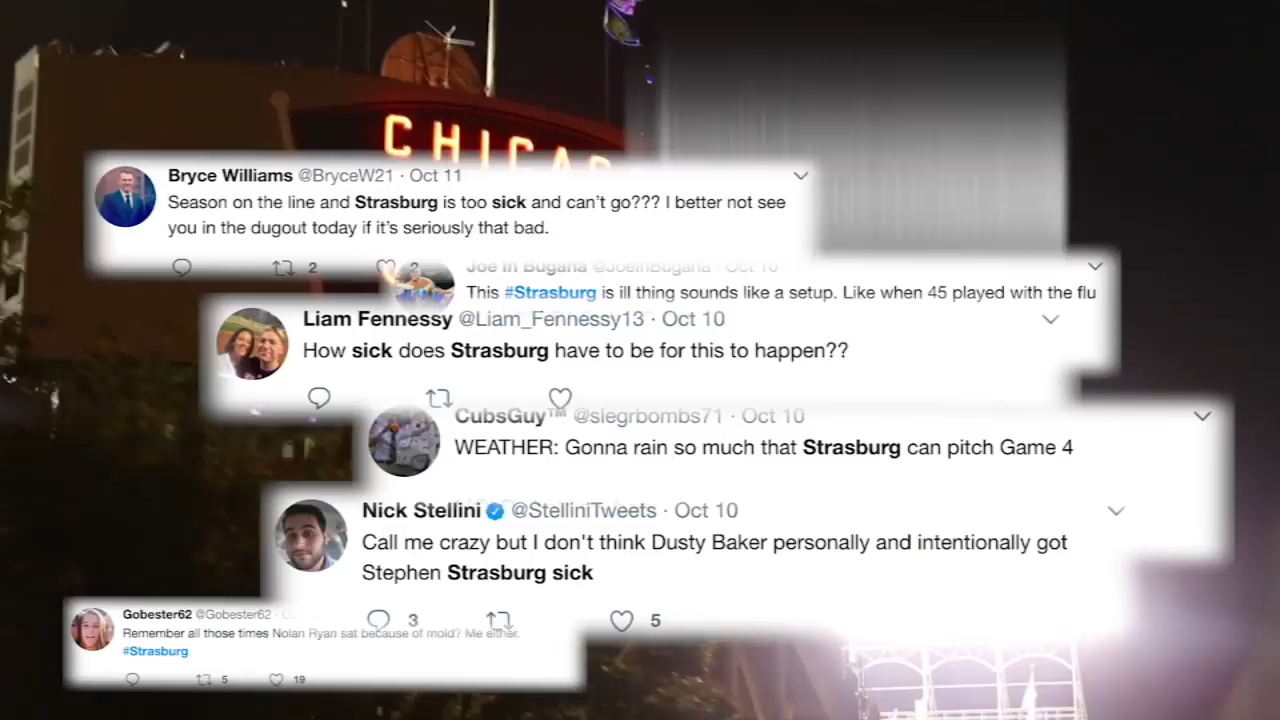 CHICAG
Bryce Williams @BryceW21 · Oct 11
Season on the line and Strasburg is too sick and can't go??? I better not see
you in the dugout today if it's seriously that bad.
2 2
Joe in Bugana @JoeinBugana · Oct 10
This #Strasburg is ill thing sounds like a setup. Like when 45 played with the flu
Liam Fennessy @Liam_Fennessy13 · Oct 10
How sick does Strasburg have to be for this to happen??
CubsGuy™ @slegrbombs71 · Oct 10
WEATHER: Gonna rain so much that Strasburg can pitch Game 4
Nick Stellini @StelliniTweets · Oct 10
Call me crazy but I don't think Dusty Baker personally and intentionally got
Stephen Strasburg sick
3 5
Gobester62 @Gobester62 ·
Remember all those times Nolan Ryan sat because of mold? Me either.
#Strasburg
5 19